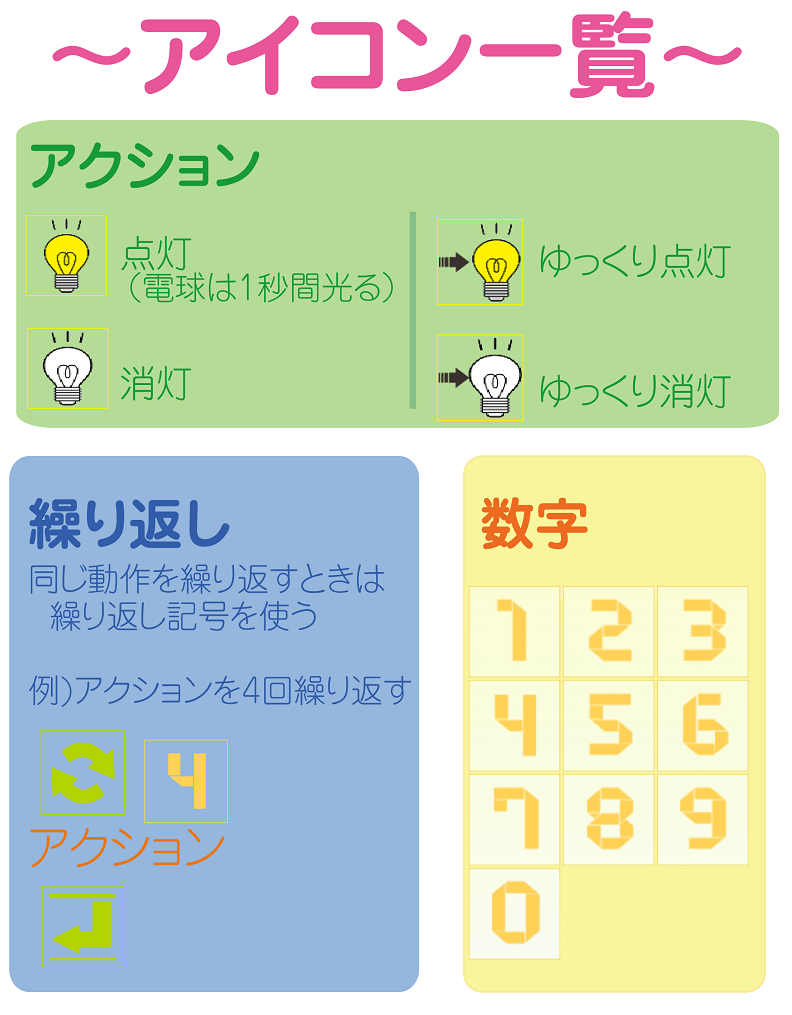 ～アイコン一覧～
アクション
点灯
（電球は1秒間光る）
消灯
ゆっくり点灯
ゆっくり消灯
繰り返し
同じ動作を繰り返すときは
繰り返し記号を使う
例)アクションを4回繰り返す
4
アクション
数字
1 2 3
4 5 6
7 8 9
0